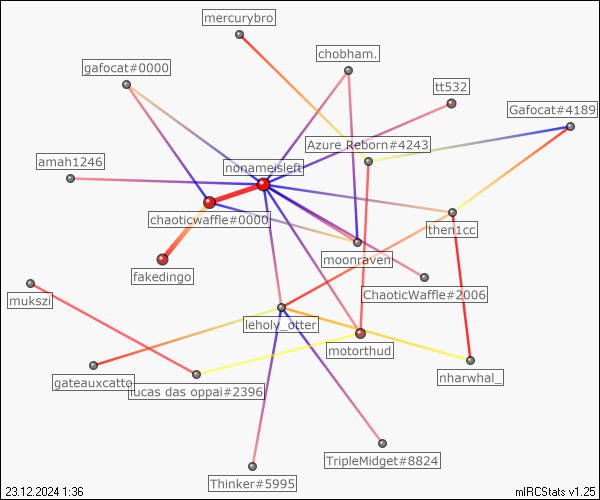 mercurybro
chobham.
gafocat#0000
tt532
Gafocat#4189
Azure Reborn#4243
amah1246
nonameisleft
chaoticwaffle#0000
then1cc
moonraven
fakedingo
ChaoticWaffle#2006
mukszi
leholy_otter
motorthud
nharwhal_
gateauxcatto
lucas das oppai#2396
TripleMidget#8824
Thinker#5995
23.12.2024 1:36
mIRCStats v1.25